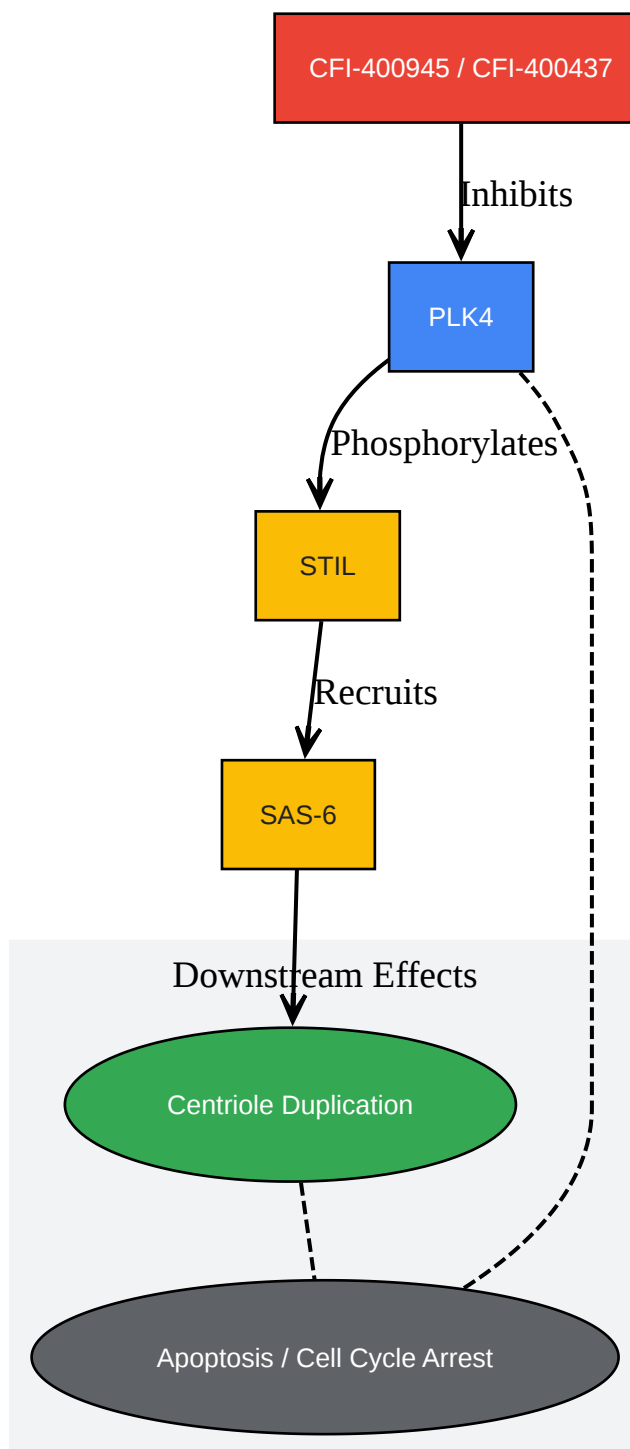 CFI-400945 / CFI-400437
Inhibits
PLK4
Phosphorylates
STIL
Recruits
SAS-6
Downstream Effects
Centriole Duplication
Apoptosis / Cell Cycle Arrest